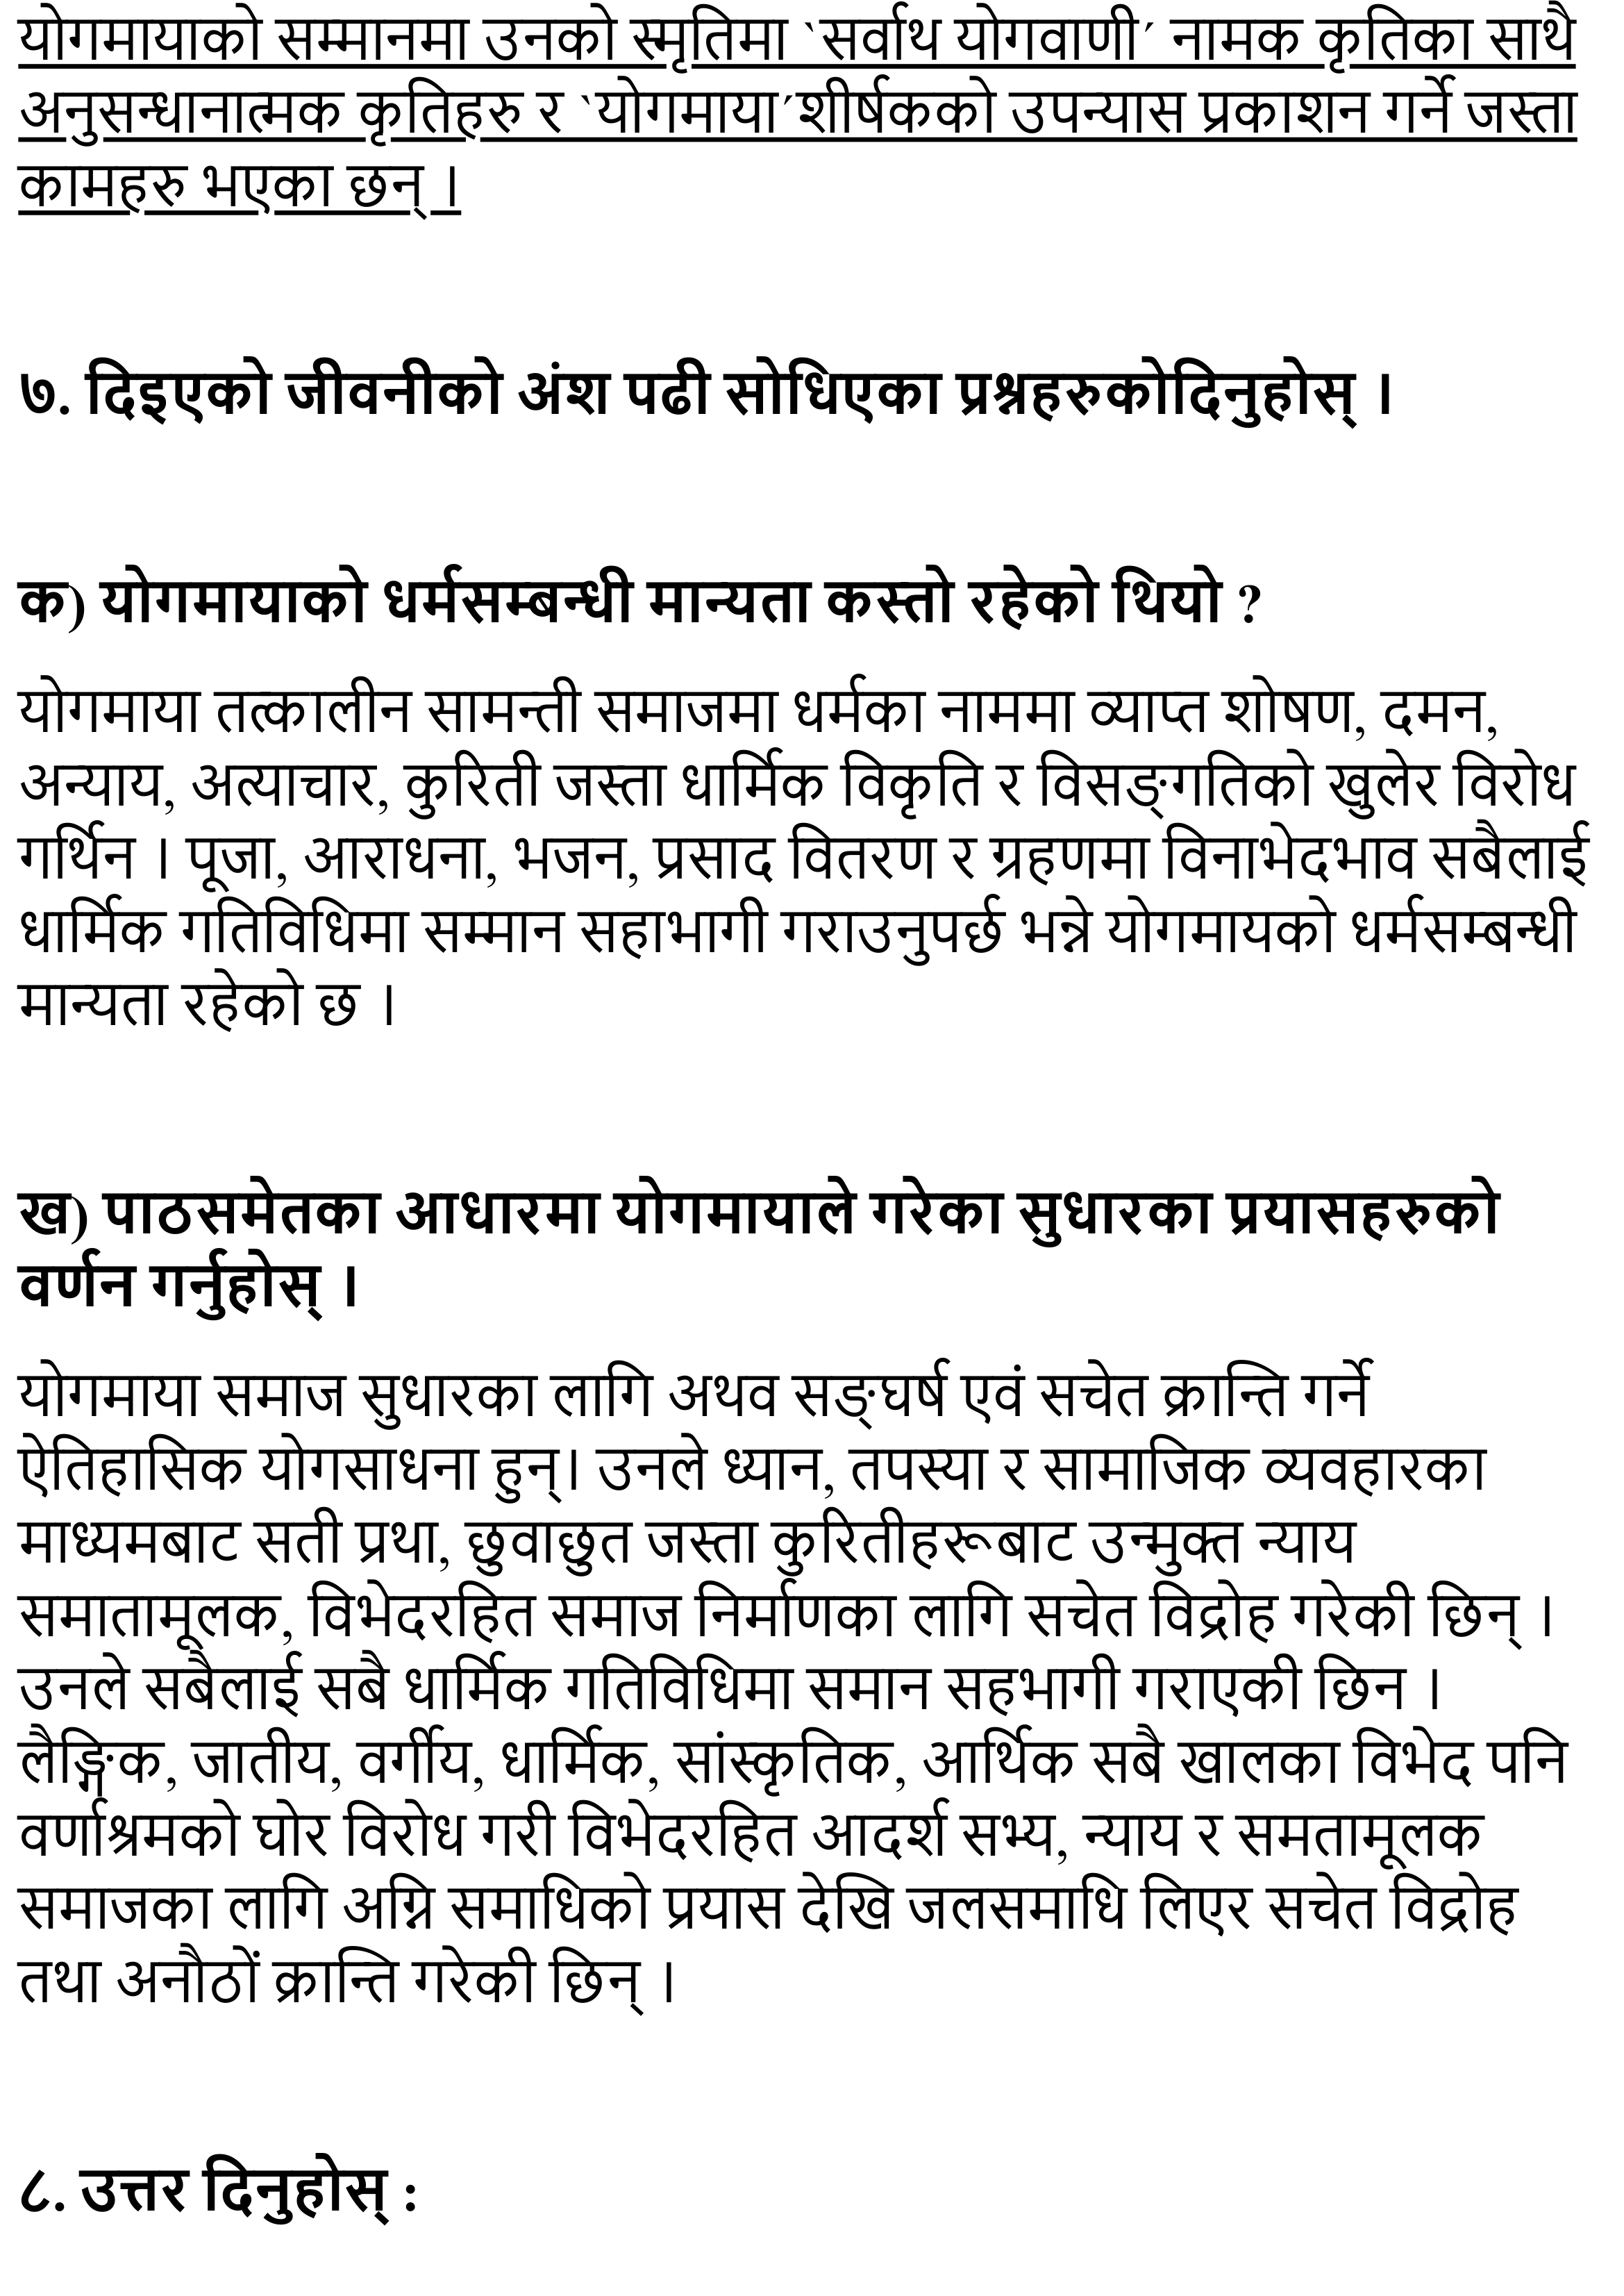 योगमायाको सम्मानमा उनको स्मृतिमा `सर्वाथ योगवाणी´ नामक कृतिका साथै
अनुसन्धानात्मक कृतिहरु र `योगमाया´शीर्षकको उपन्यास प्रकाशन गर्ने जस्ता
कामहरु भएका छन् ।
७. दिइएको जीवनीको अंश पढी सोधिएका प्रश्नहरुकोदिनुहोस् ।
क) योगमायाको धर्मसम्बन्धी मान्यता कस्तो रहेको थियो ?
योगमाया तत्कालीन सामन्ती समाजमा धर्मका नाममा व्याप्त शोषण, दमन,
अन्याय, अत्याचार, कुरिती जस्ता धार्मिक विकृति र विसङ्गतिको खुलेर विरोध
गर्थिन । पूजा, आराधना, भजन, प्रसाद वितरण र ग्रहणमा विनाभेदभाव सबैलाई
धार्मिक गतिविधिमा सम्मान सहाभागी गराउनुपर्छ भन्ने योगमायको धर्मसम्बन्धी
मान्यता रहेको छ ।
ख) पाठसमेतका आधारमा योगमायाले गरेका सुधारका प्रयासहरुको
वर्णन गर्नुहोस् ।
योगमाया समाज सुधारका लागि अथव सङ्घर्ष एवं सचेत क्रान्ति गर्ने
ऐतिहासिक योगसाधना हुन्। उनले ध्यान, तपस्या र सामाजिक व्यवहारका
माध्यमबाट सती प्रथा, छुवाछुत जस्ता कुरितीहरूबाट उन्मुक्त न्याय
समातामूलक, विभेदरहित समाज निर्माणका लागि सचेत विद्रोह गरेकी छिन् ।
उनले सबैलाई सबै धार्मिक गतिविधिमा समान सहभागी गराएकी छिन ।
लैङ्गिक, जातीय, वर्गीय, धार्मिक, सांस्कृतिक, आर्थिक सबै खालका विभेद पनि
वर्णाश्रमको घोर विरोध गरी विभेदरहित आदर्श सभ्य, न्याय र समतामूलक
समाजका लागि अग्नि समाधिको प्रयास देखि जलसमाधि लिएर सचेत विद्रोह
तथा अनौठों क्रान्ति गरेकी छिन् ।
८. उत्तर दिनुहोस् :